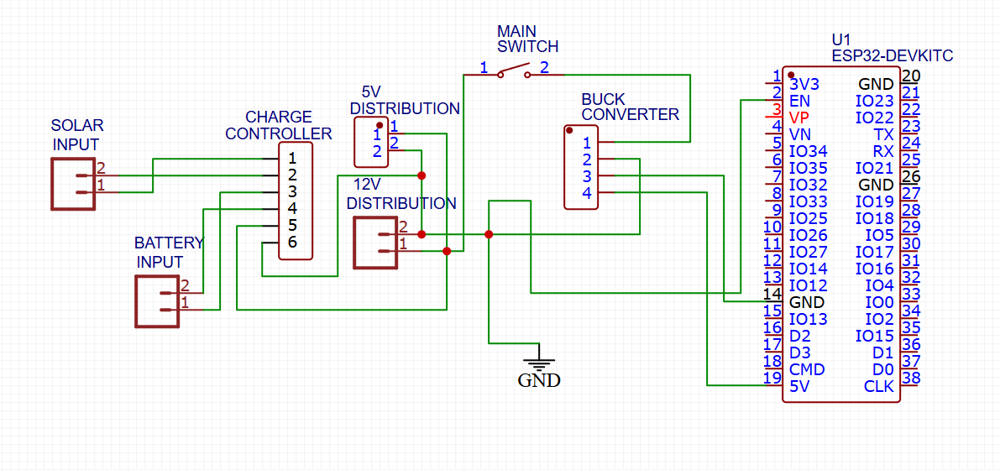 MAIN
SWITCH
1 2
U1
ESP32-DEVKITC
5V
DISTRIBUTION
1 1
2 2
BUCK
CONVERTER
1
2
3
4
CHARGE
CONTROLLER
1
2
3
4
5
6
SOLAR
INPUT
2
1
12V
DISTRIBUTION
2
1
BATTERY
INPUT
2
1
GND
1 3V3 GND 20
2 EN IO23 21
3 VP IO22 22
4 VN TX 23
5 IO34 RX 24
6 IO35 IO21 25
7 IO32 GND 26
8 IO33 IO19 27
9 IO25 IO18 28
10 IO26 IO5 29
11 IO27 IO17 30
12 IO14 IO16 31
13 IO12 IO4 32
14 GND IO0 33
15 IO13 IO2 34
16 D2 IO15 35
17 D3 D1 36
18 CMD D0 37
19 5V CLK 38